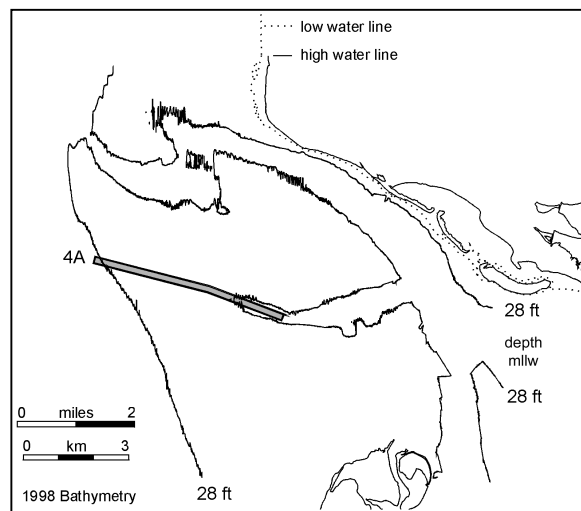 low water line
high water line
4A
28 ft
depth
mllw
28 ft
0 miles 2
0 km 3
1998 Bathymetry
28 ft